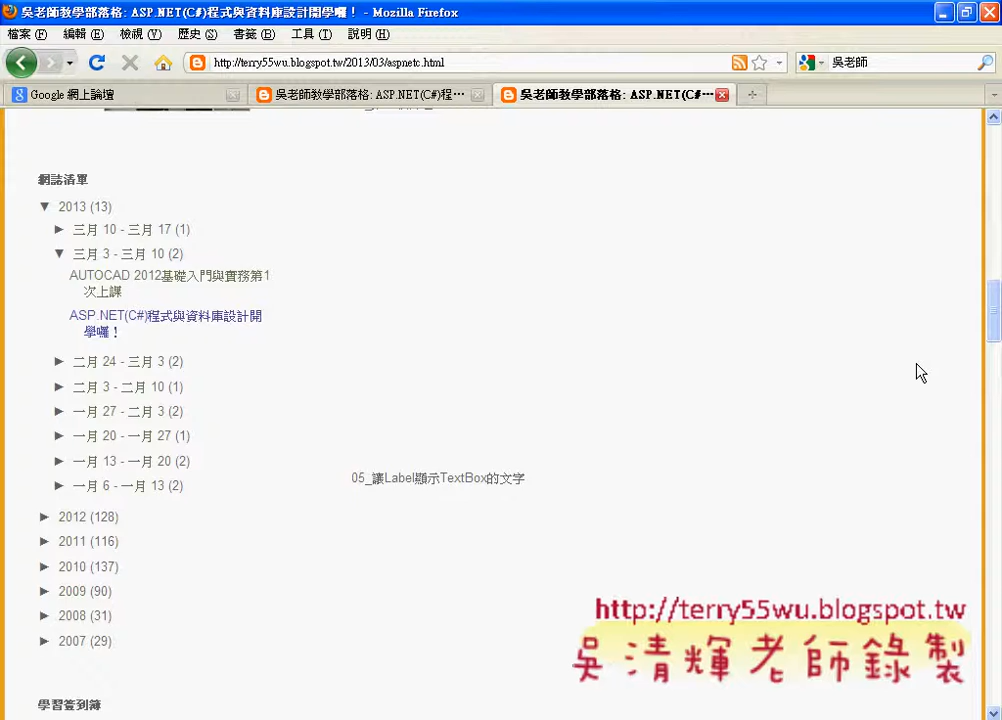 吳老師教學部落格: ASP.NET(C#)程式與資料庫設計開學囉！ - Mozilla Firefox
檔案(F) 編輯(E) 檢視(V) 歷史(S) 書籤(B) 工具(T) 說明(H)
http://terry55wu.blogspot.tw/2013/03/aspnetc.html 吳老師
Google 網上論壇 吳老師教學部落格: ASP.NET(C#)程… 吳老師教學部落格: ASP.NET(C#…
網誌清單
▼ 2013 (13)
► 三月 10 - 三月 17 (1)
▼ 三月 3 - 三月 10 (2)
AUTOCAD 2012基礎入門與實務第1
次上課
ASP.NET(C#)程式與資料庫設計開
學囉！
► 二月 24 - 三月 3 (2)
► 二月 3 - 二月 10 (1)
► 一月 27 - 二月 3 (2)
► 一月 20 - 一月 27 (1)
► 一月 13 - 一月 20 (2)
05_讓Label顯示TextBox的文字
► 一月 6 - 一月 13 (2)
► 2012 (128)
► 2011 (116)
► 2010 (137)
► 2009 (90)
► 2008 (31)
► 2007 (29)
http://terry55wu.blogspot.tw
吳清輝老師錄製
學習簽到簿